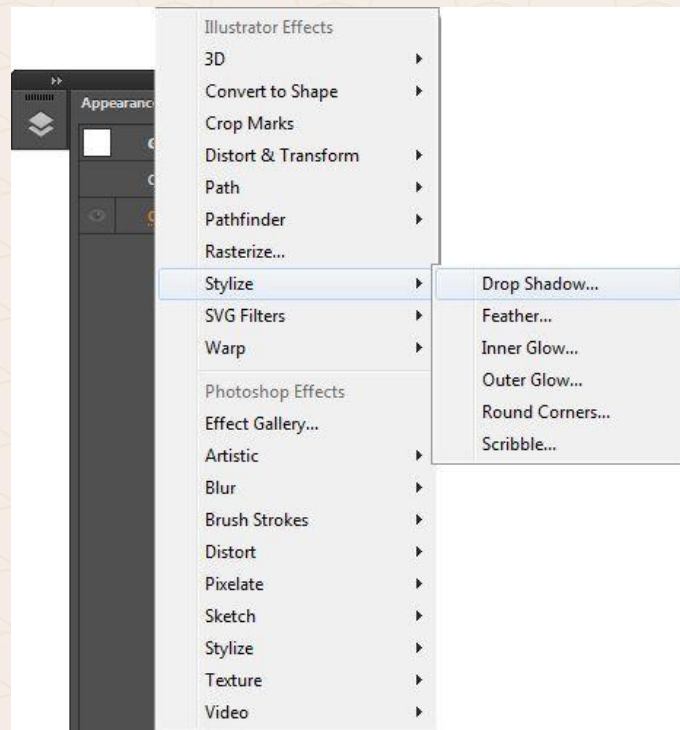 Appearanc
Illustrator Effects
3D
Convert to Shape
Crop Marks
Distort & Transform
Path
Pathfinder
Rasterize...
Stylize
SVG Filters
Warp
Photoshop Effects
Effect Gallery...
Artistic
Blur
Brush Strokes
Distort
Pixelate
Sketch
Stylize
Texture
Video
Drop Shadow...
Feather...
Inner Glow...
Outer Glow...
Round Corners...
Scribble...